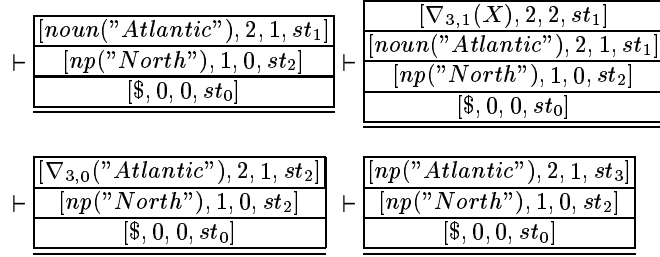 ⊢ [noun("Atlantic"), 2, 1, st₁]
[np("North"), 1, 0, st₂]
[$, 0, 0, st₀]
⊢ [∇₃,₁(X), 2, 2, st₁]
[noun("Atlantic"), 2, 1, st₁]
[np("North"), 1, 0, st₂]
[$, 0, 0, st₀]
⊢ [∇₃,₀("Atlantic"), 2, 1, st₂]
[np("North"), 1, 0, st₂]
[$, 0, 0, st₀]
⊢ [np("Atlantic"), 2, 1, st₃]
[np("North"), 1, 0, st₂]
[$, 0, 0, st₀]